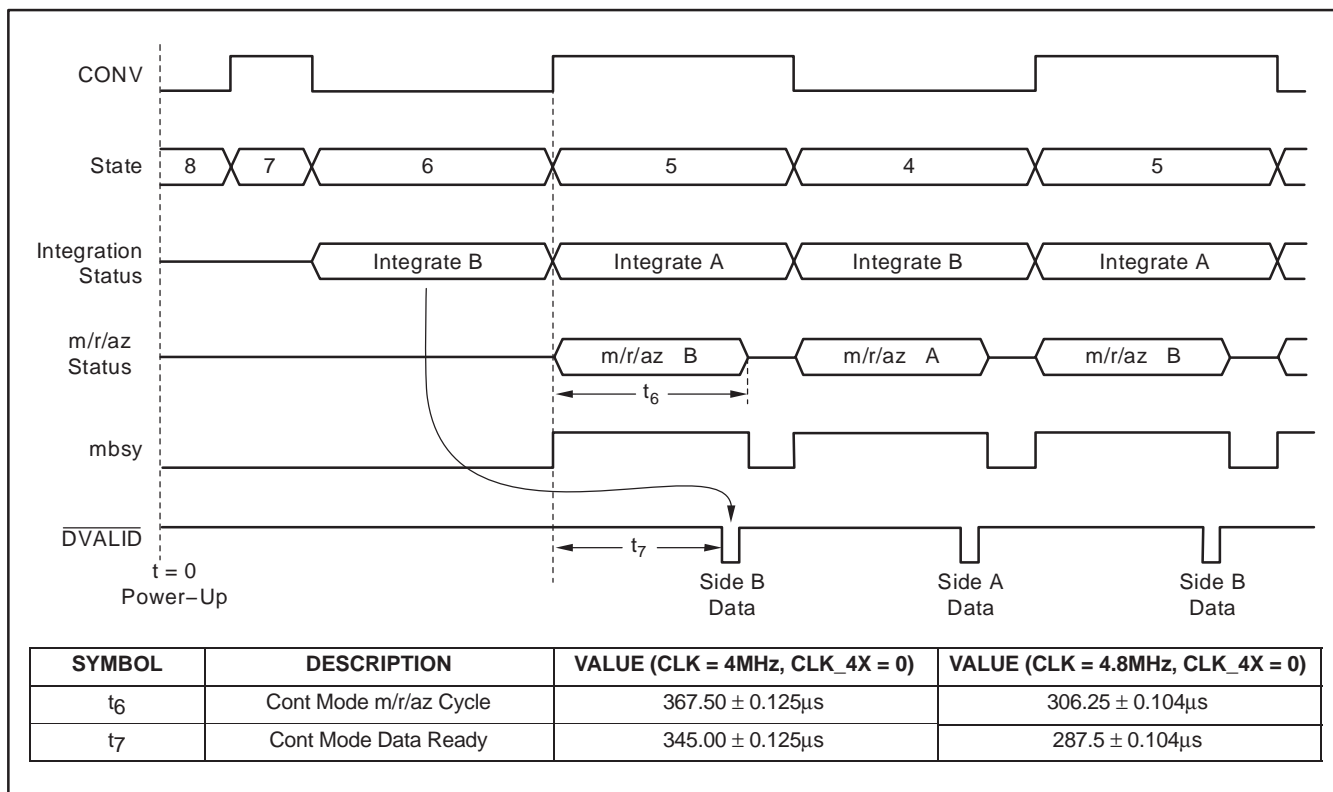 CONV
State 8 7 6 5 4 5
Integration
Status
Integrate B Integrate A Integrate B Integrate A
m/r/az
Status
m/r/az B m/r/az A m/r/az B
t6
mbsy
DVALID
t7
t = 0
Power–Up
Side B
Data
Side A
Data
Side B
Data
SYMBOL DESCRIPTION VALUE (CLK = 4MHz, CLK_4X = 0) VALUE (CLK = 4.8MHz, CLK_4X = 0)
t6 Cont Mode m/r/az Cycle 367.50 ± 0.125μs 306.25 ± 0.104μs
t7 Cont Mode Data Ready 345.00 ± 0.125μs 287.5 ± 0.104μs